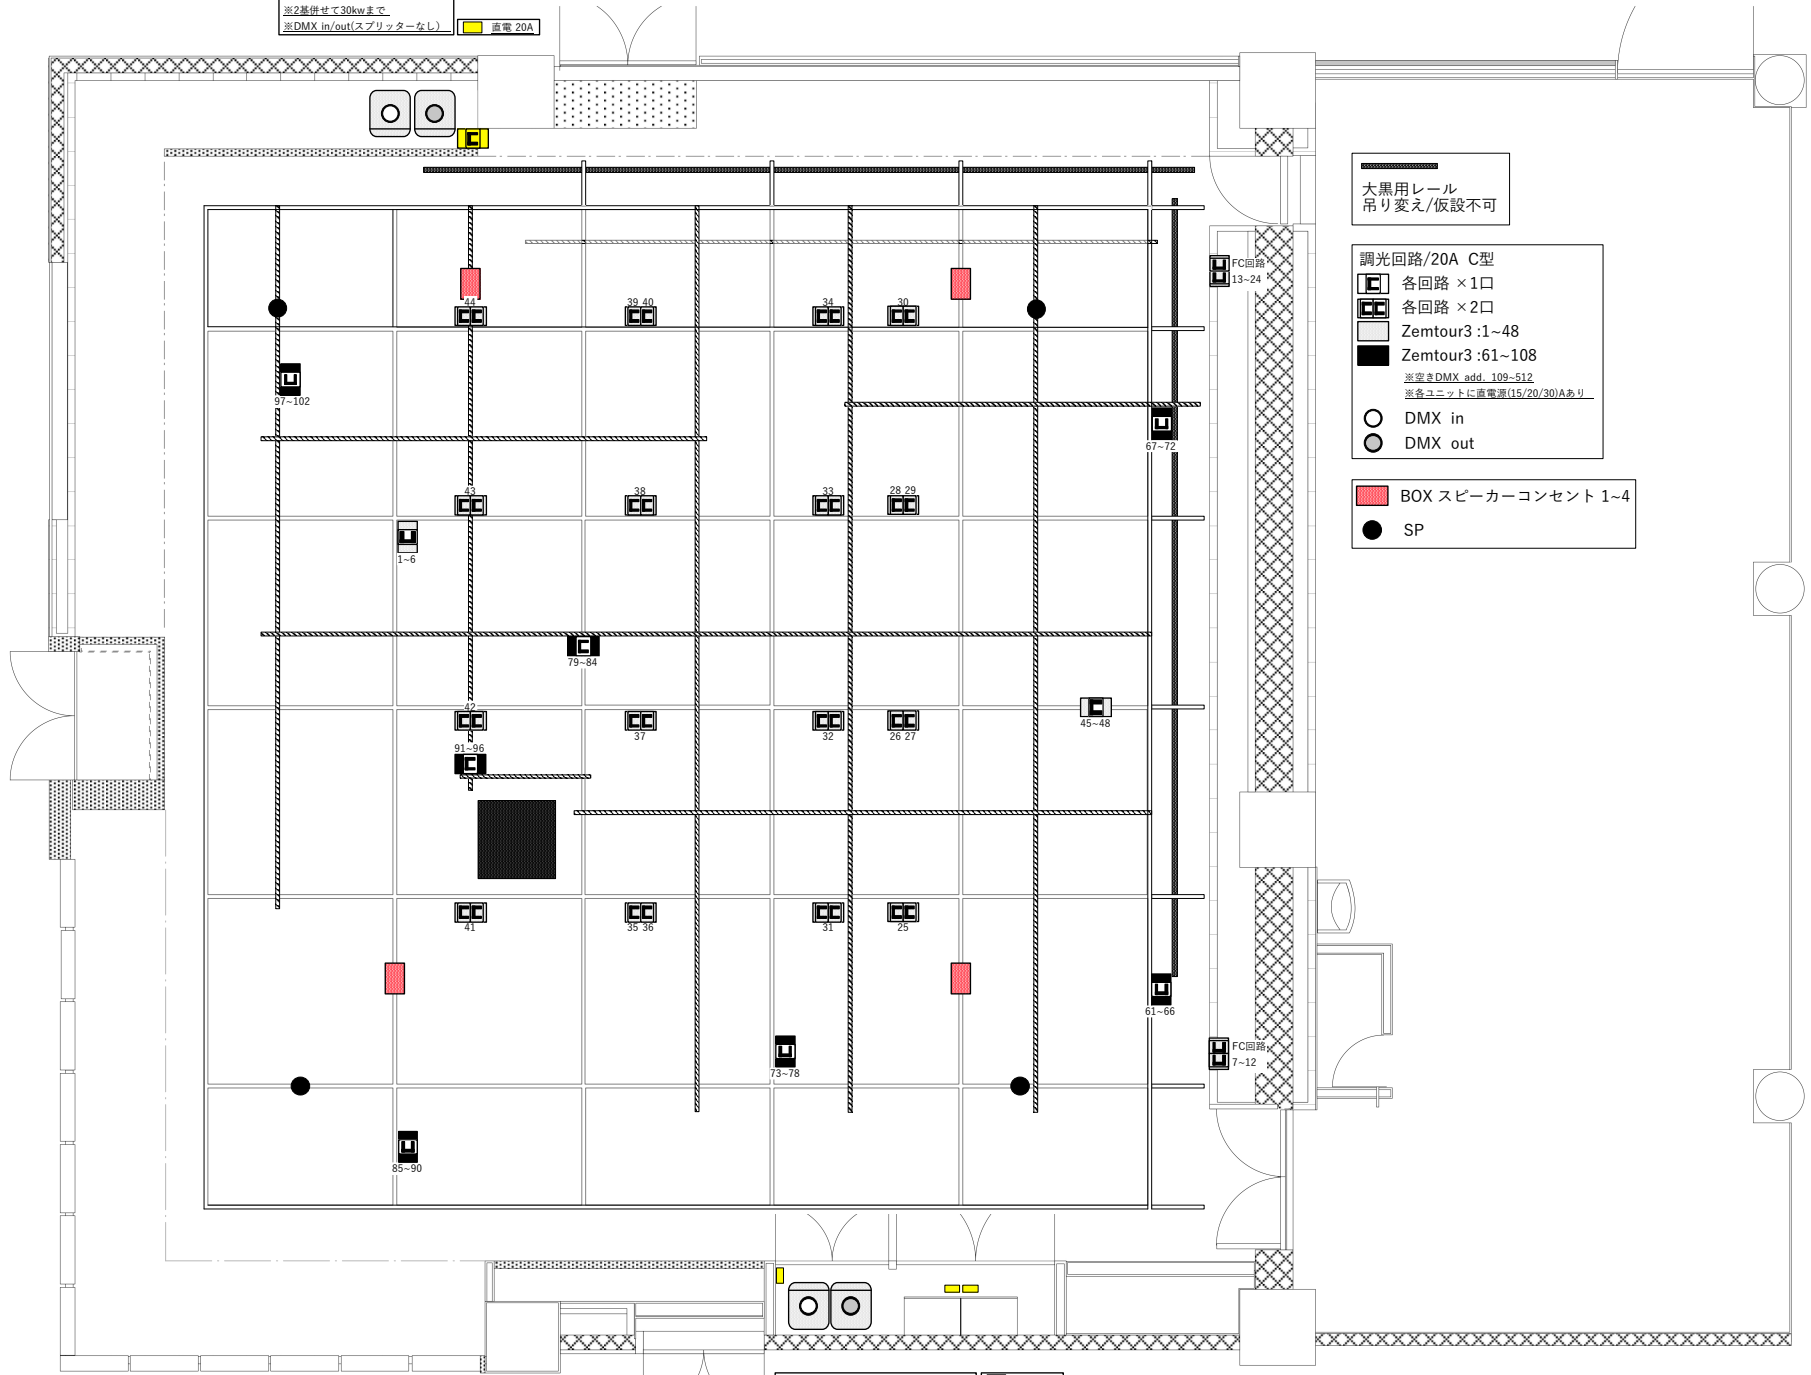 ※2基併せて30kwまで
※DMX in/out(スプリッターなし)
直電 20A
大黒用レール
吊り変え/仮設不可
調光回路/20A C型
各回路 ×1口
各回路 ×2口
Zemtour3 :1~48
Zemtour3 :61~108
※空きDMX add. 109~512
※各ユニットに直電源(15/20/30)Aあり
DMX in
DMX out
BOX スピーカーコンセント 1~4
SP
FC回路
13~24
44
39 40
34
30
97~102
67~72
43
38
33
28 29
1~6
79~84
42
37
32
26 27
45~48
91~96
41
35 36
31
25
61~66
FC回路
7~12
73~78
85~90